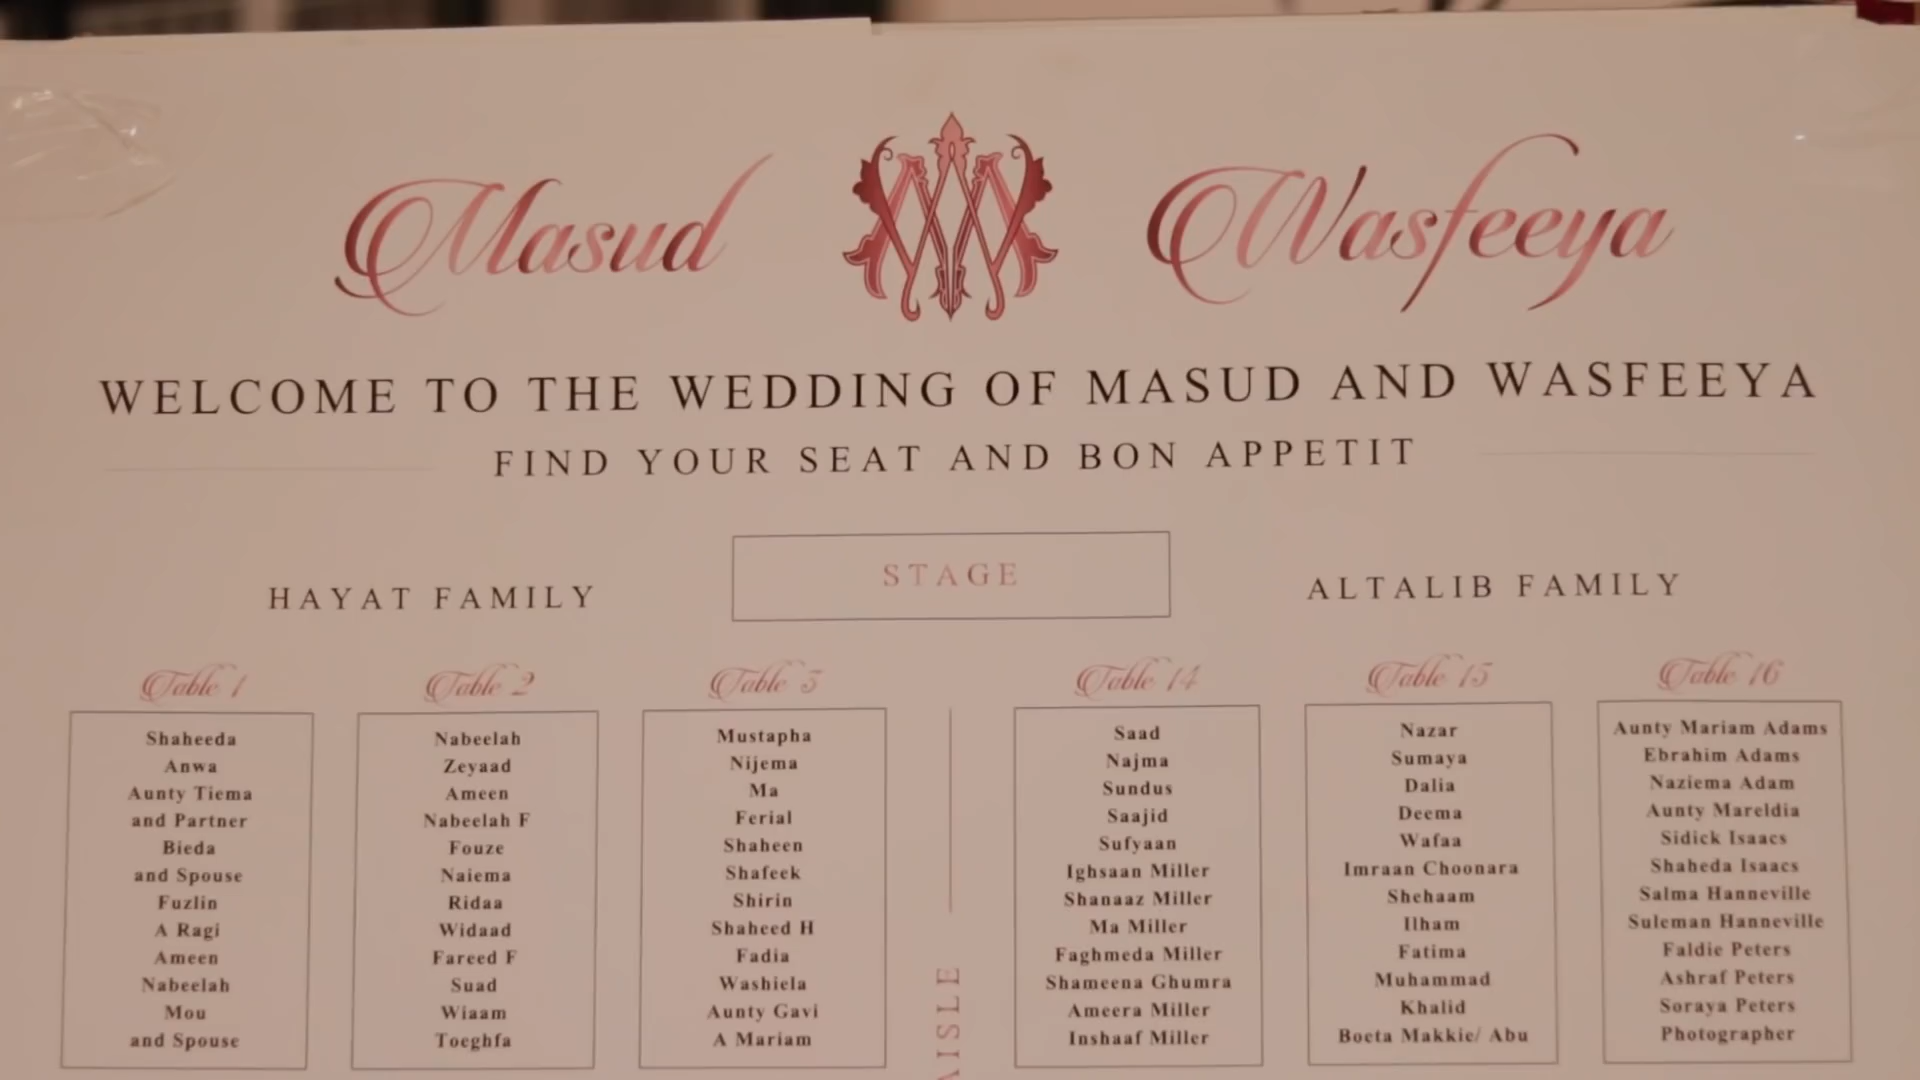 Masud
Wasfeeya
WELCOME TO THE WEDDING OF MASUD AND WASFEEYA
FIND YOUR SEAT AND BON APPETIT
STAGE
HAYAT FAMILY
ALTALIB FAMILY
Table 1
Shaheeda
Anwa
Aunty Tiema
and Partner
Bieda
and Spouse
Fuzlin
A Ragi
Ameen
Nabeelah
Mou
and Spouse
Table 2
Nabeelah
Zeyaad
Ameen
Nabeelah F
Fouze
Naiema
Ridaa
Widaad
Fareed F
Suad
Wiaam
Toeghfa
Table 3
Mustapha
Nijema
Ma
Ferial
Shaheen
Shafeek
Shirin
Shaheed H
Fadia
Washiela
Aunty Gavi
A Mariam
AISLE
Table 14
Saad
Najma
Sundus
Saajid
Sufyaan
Ighsaan Miller
Shanaaz Miller
Ma Miller
Faghmeda Miller
Shameena Ghumra
Ameera Miller
Inshaaf Miller
Table 15
Nazar
Sumaya
Dalia
Deema
Wafaa
Imraan Choonara
Shehaam
Ilham
Fatima
Muhammad
Khalid
Boeta Makkie/ Abu
Table 16
Aunty Mariam Adams
Ebrahim Adams
Naziema Adam
Aunty Mareldia
Sidick Isaacs
Shaheda Isaacs
Salma Hanneville
Suleman Hanneville
Faldie Peters
Ashraf Peters
Soraya Peters
Photographer